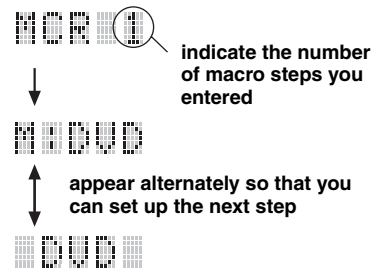 MCR 1
indicate the number
of macro steps you
entered
M:DVD
appear alternately so that you
can set up the next step
DVD